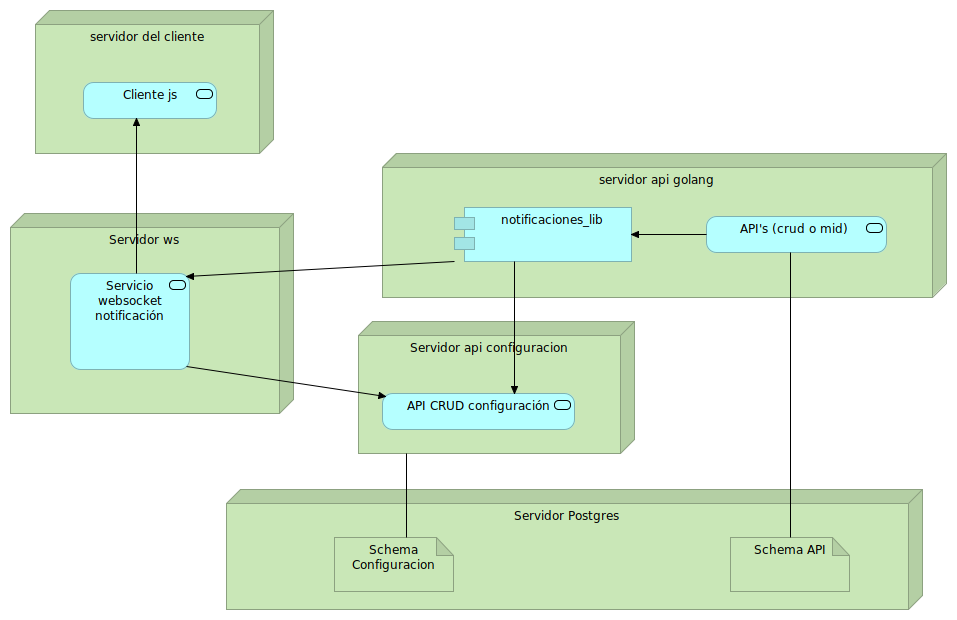 servidor del cliente
Cliente js
servidor api golang
notificaciones_lib
API's (crud o mid)
Servidor ws
Servicio
websocket
notificación
Servidor api configuracion
API CRUD configuración
Servidor Postgres
Schema
Configuracion
Schema API